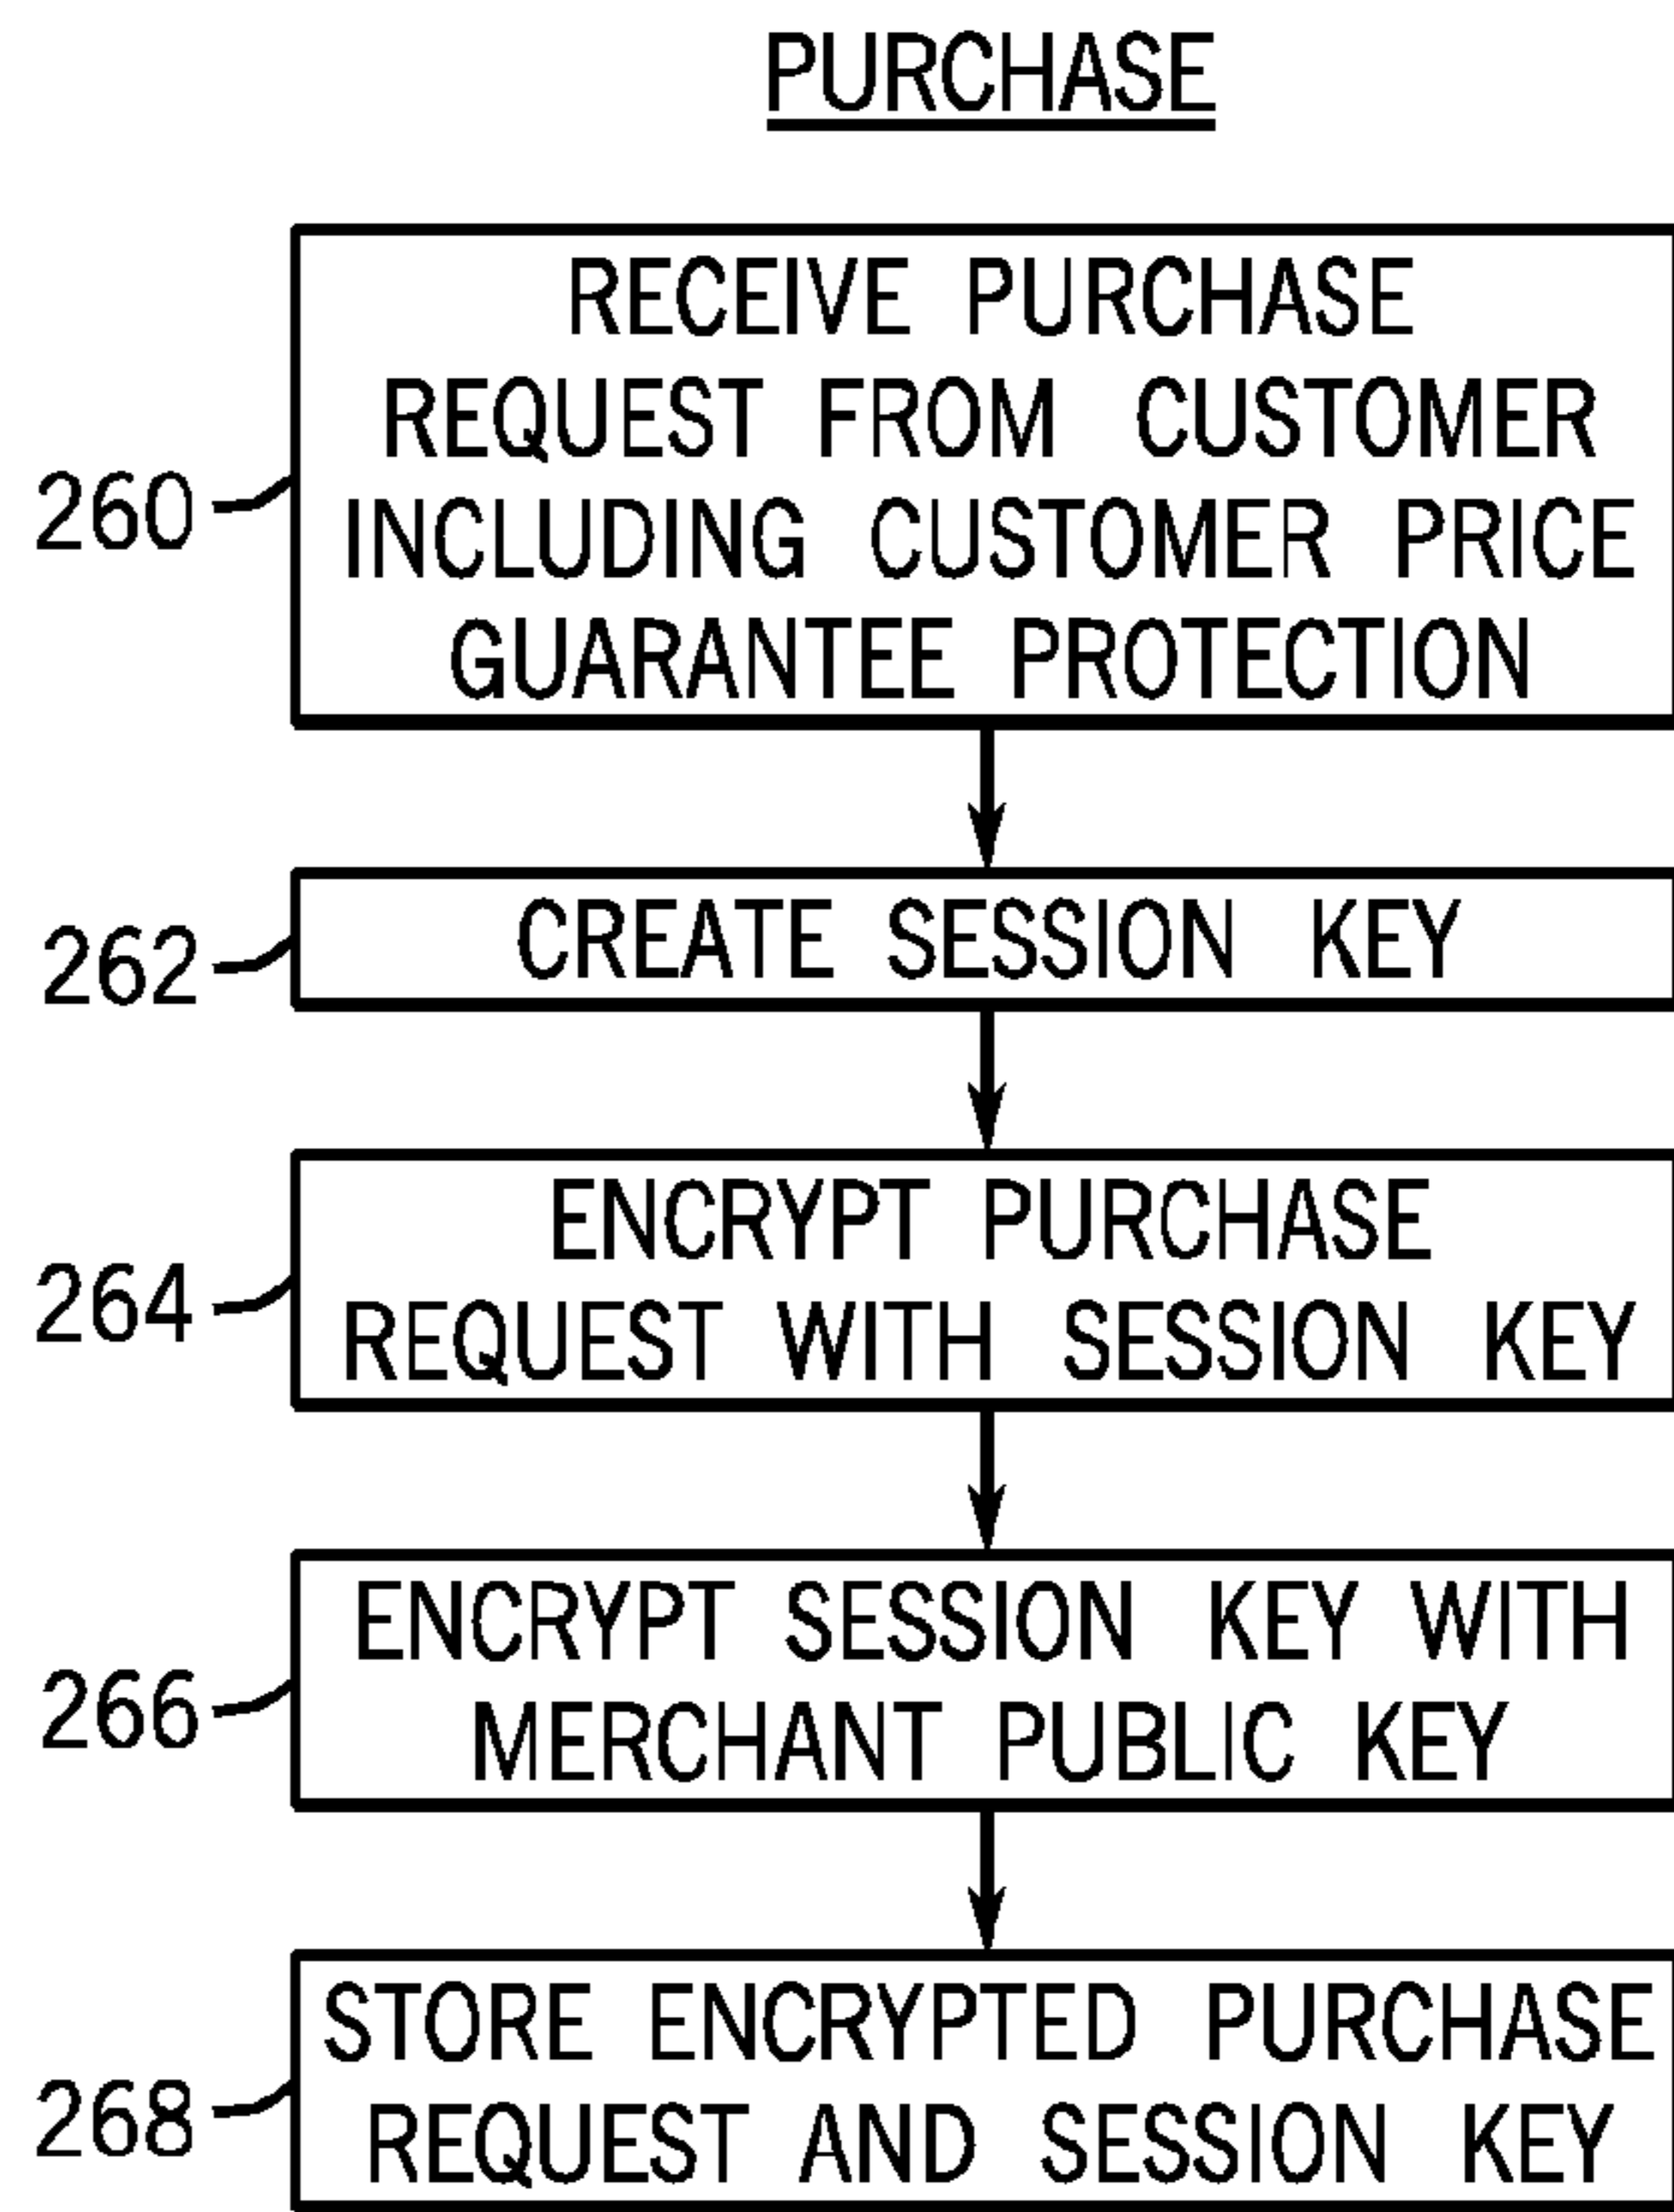 PURCHASE
RECEIVE PURCHASE
REQUEST FROM CUSTOMER
INCLUDING CUSTOMER PRICE
GUARANTEE PROTECTION
260
CREATE SESSION KEY
262
ENCRYPT PURCHASE
REQUEST WITH SESSION KEY
264
ENCRYPT SESSION KEY WITH
MERCHANT PUBLIC KEY
266
STORE ENCRYPTED PURCHASE
REQUEST AND SESSION KEY
268